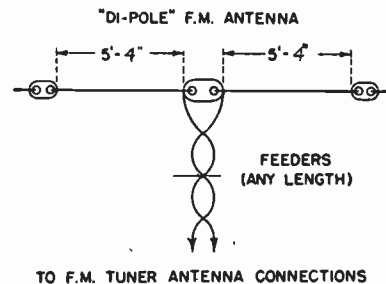 "DI-POLE" F.M. ANTENNA
5'-4" 5'-4"
FEEDERS
(ANY LENGTH)
TO F.M. TUNER ANTENNA CONNECTIONS